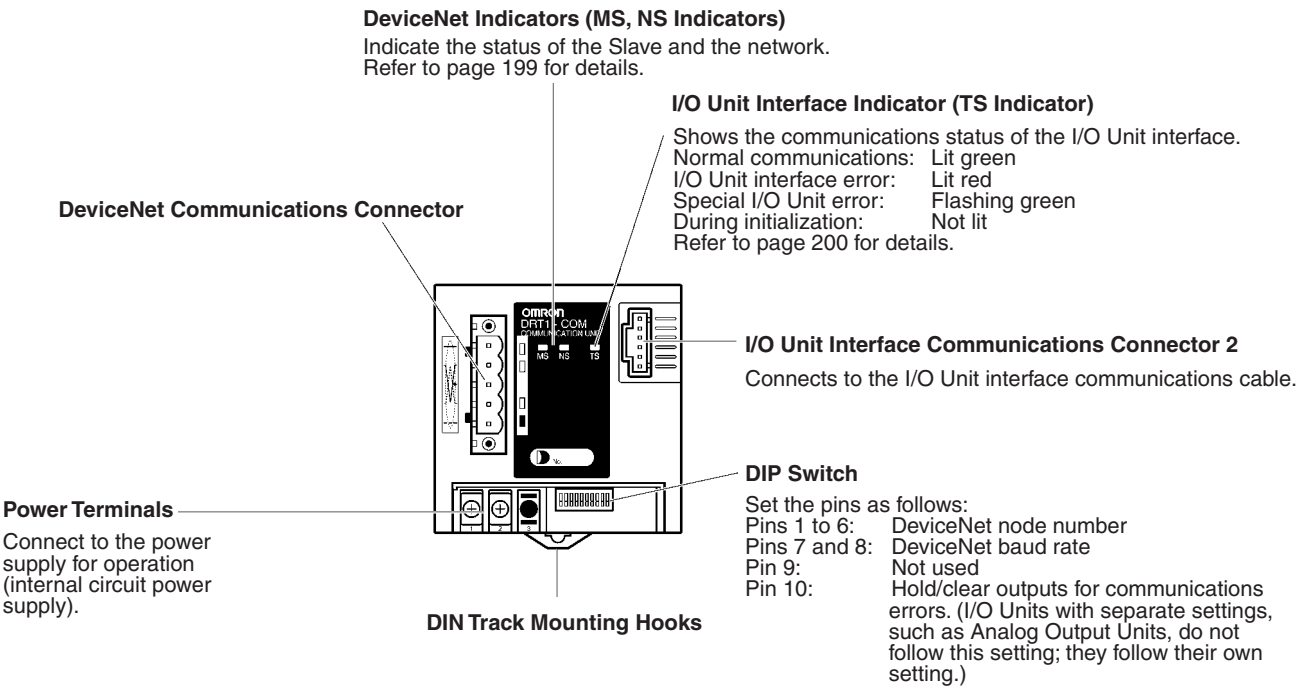 DeviceNet Indicators (MS, NS Indicators)
Indicate the status of the Slave and the network.
Refer to page 199 for details.
I/O Unit Interface Indicator (TS Indicator)
Shows the communications status of the I/O Unit interface.
Normal communications: Lit green
I/O Unit interface error: Lit red
Special I/O Unit error: Flashing green
During initialization: Not lit
Refer to page 200 for details.
DeviceNet Communications Connector
OMRON
DRT1 - COM
COMMUNICATION UNIT
MS NS TS
I/O Unit Interface Communications Connector 2
Connects to the I/O Unit interface communications cable.
No.
DIP Switch
Set the pins as follows:
Pins 1 to 6: DeviceNet node number
Pins 7 and 8: DeviceNet baud rate
Pin 9: Not used
Pin 10: Hold/clear outputs for communications
errors. (I/O Units with separate settings,
such as Analog Output Units, do not
follow this setting; they follow their own
setting.)
Power Terminals
Connect to the power
supply for operation
(internal circuit power
supply).
1 2 3
DIN Track Mounting Hooks